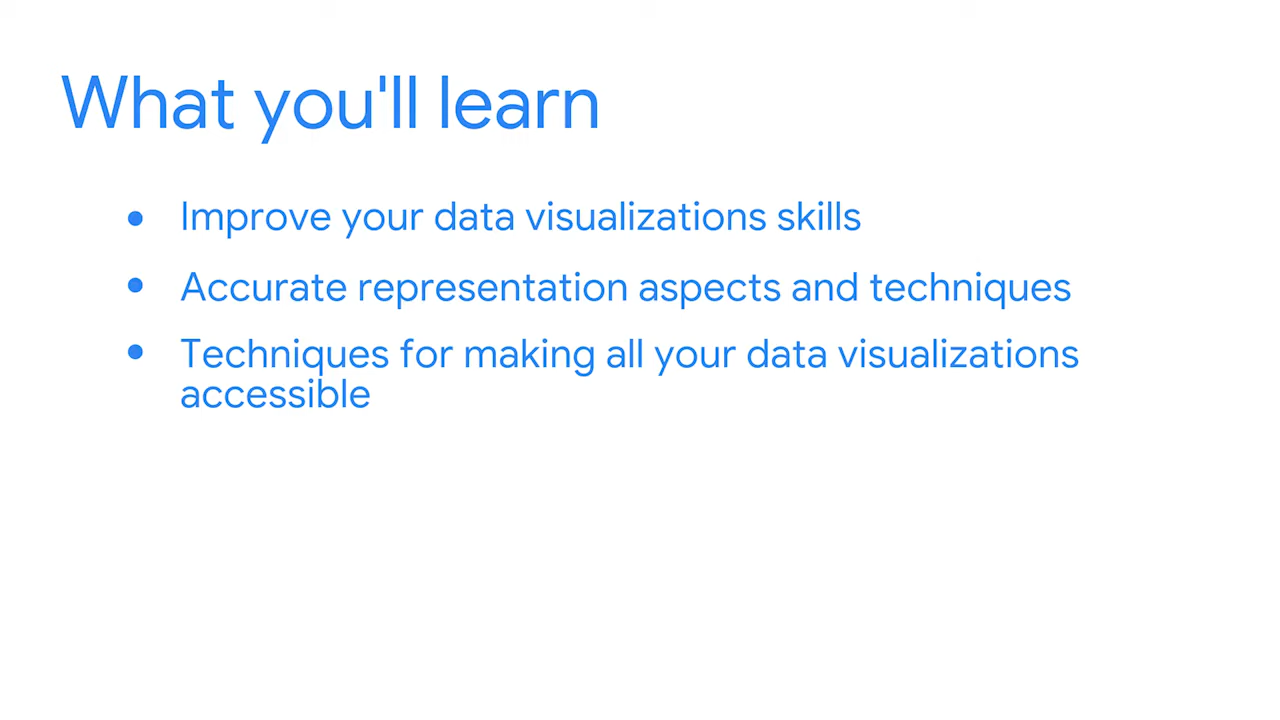 What you'll learn
• Improve your data visualizations skills
• Accurate representation aspects and techniques
• Techniques for making all your data visualizations
accessible